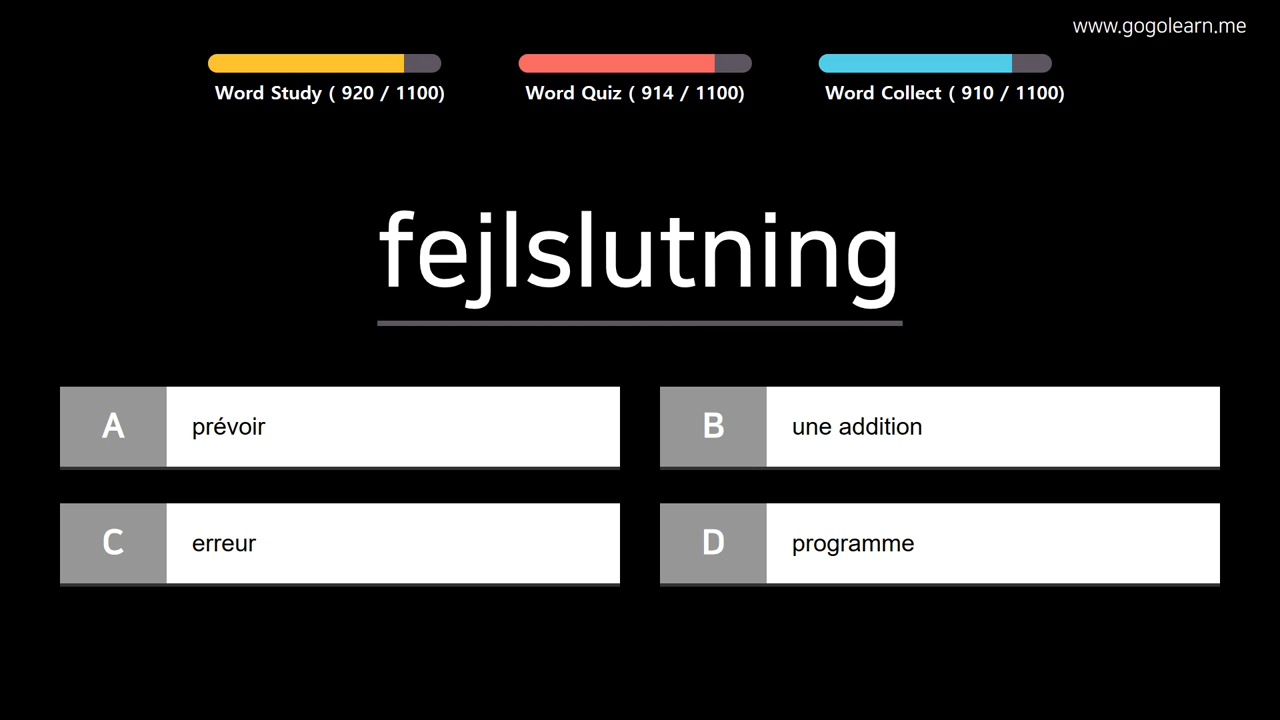 www.gogolearn.me
Word Study ( 920 / 1100)
Word Quiz ( 914 / 1100)
Word Collect ( 910 / 1100)
fejlslutning
A prévoir
B une addition
C erreur
D programme